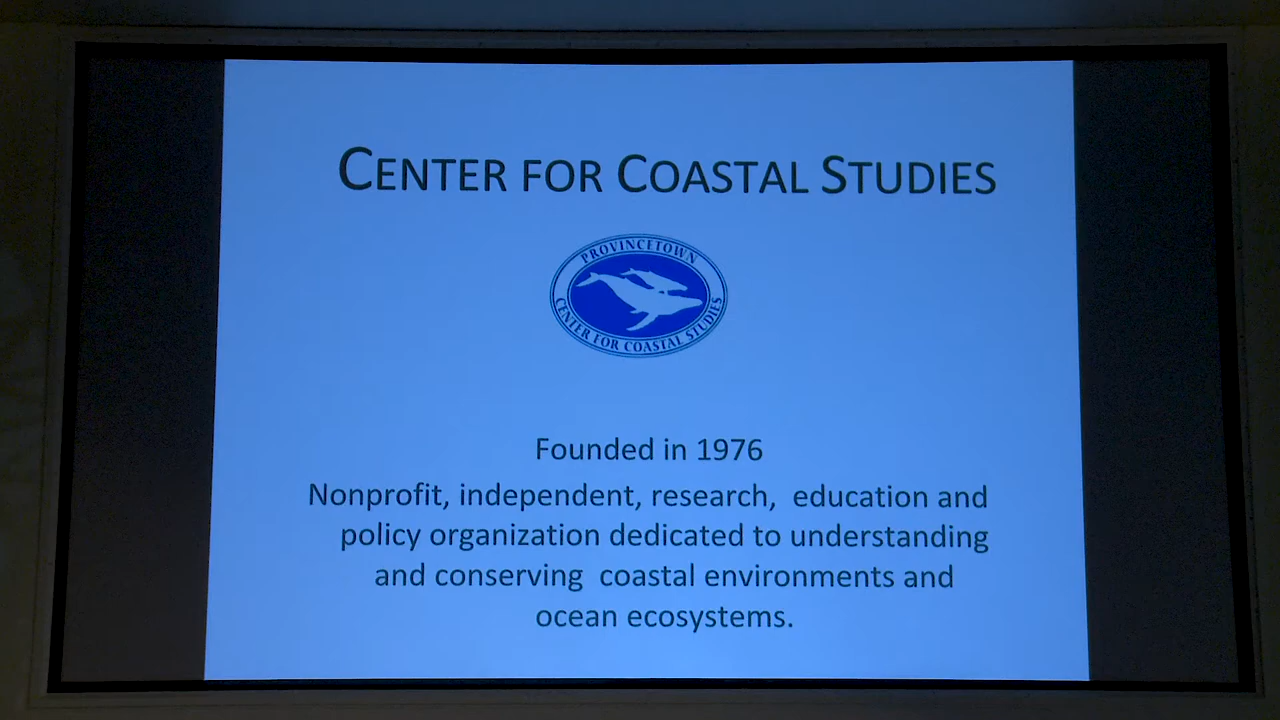 CENTER FOR COASTAL STUDIES
PROVINCETOWN
CENTER FOR COASTAL STUDIES
Founded in 1976
Nonprofit, independent, research, education and
policy organization dedicated to understanding
and conserving coastal environments and
ocean ecosystems.